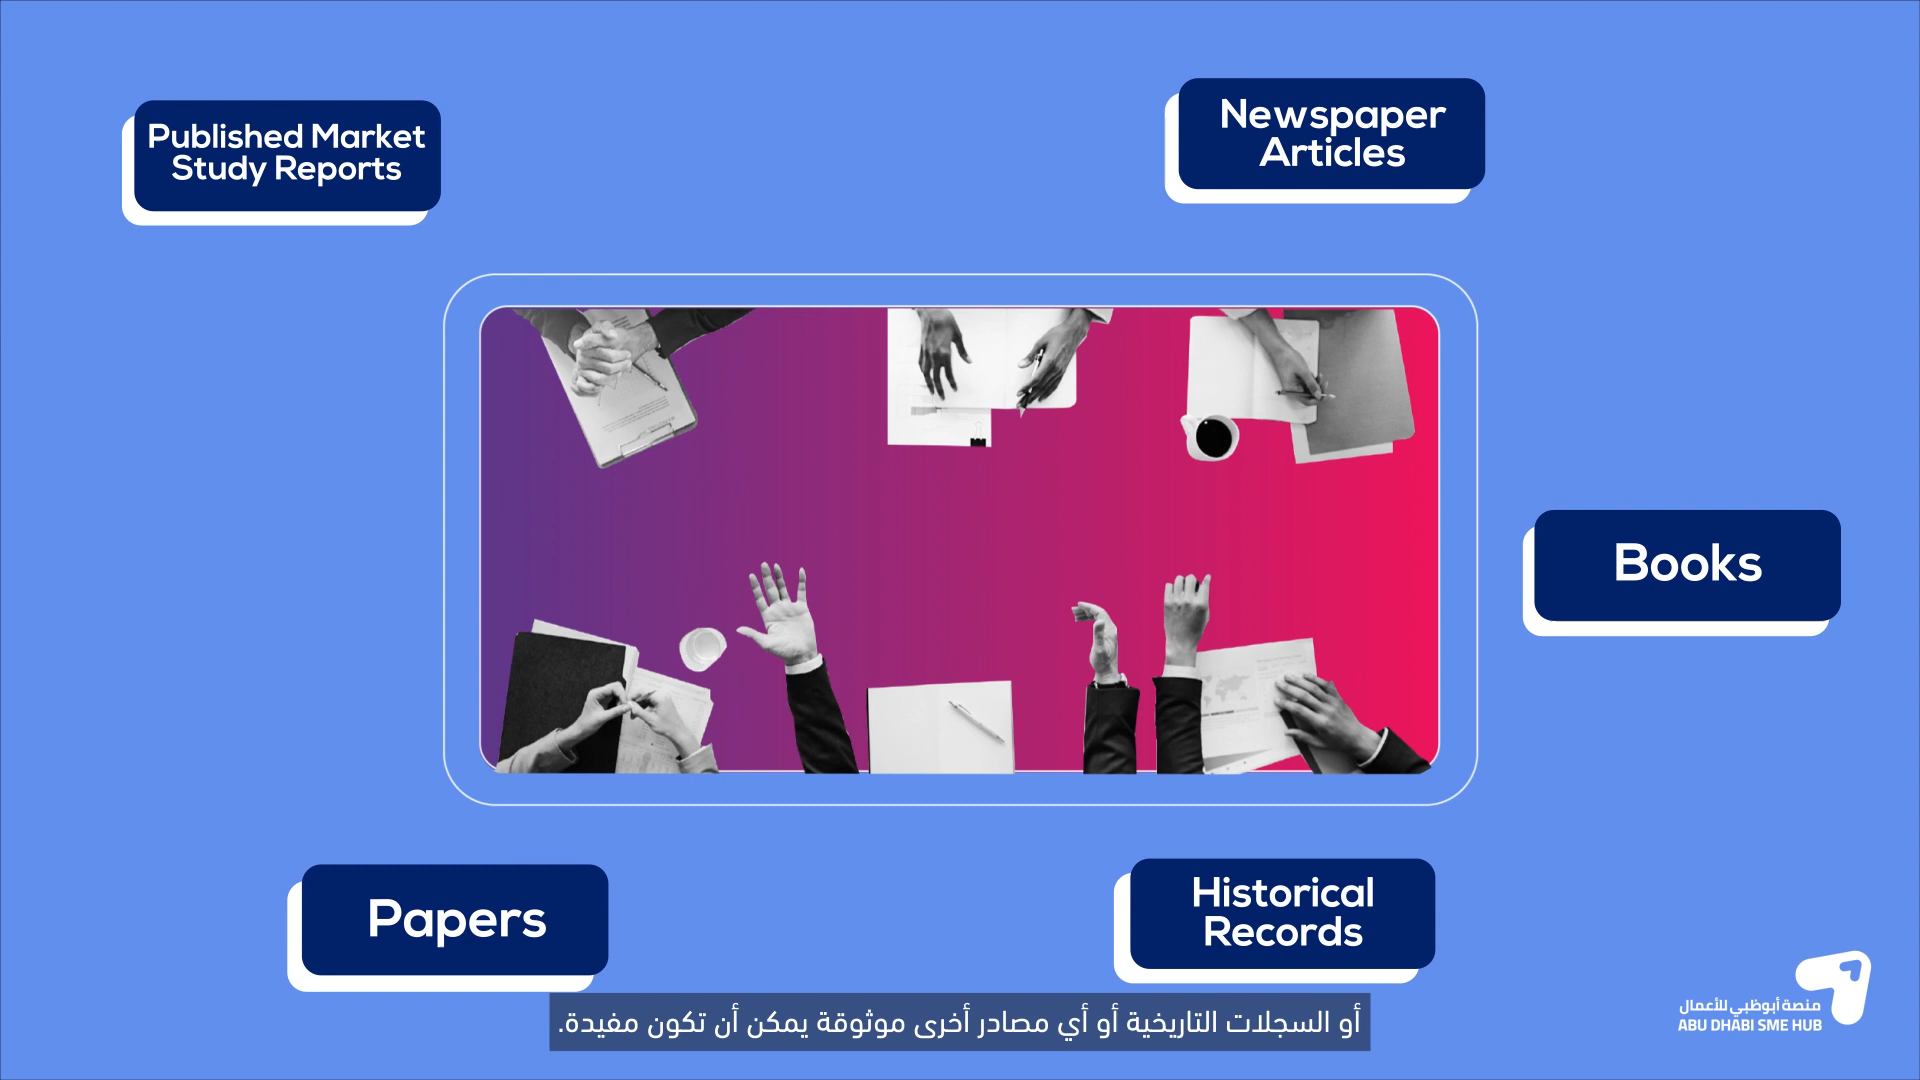 Published Market
Study Reports
Newspaper
Articles
Books
Papers
Historical
Records
أو السجلات التاريخية أو أي مصادر أخرى موثوقة يمكن أن تكون مفيدة.
منصة أبوظبي للأعمال
ABU DHABI SME HUB